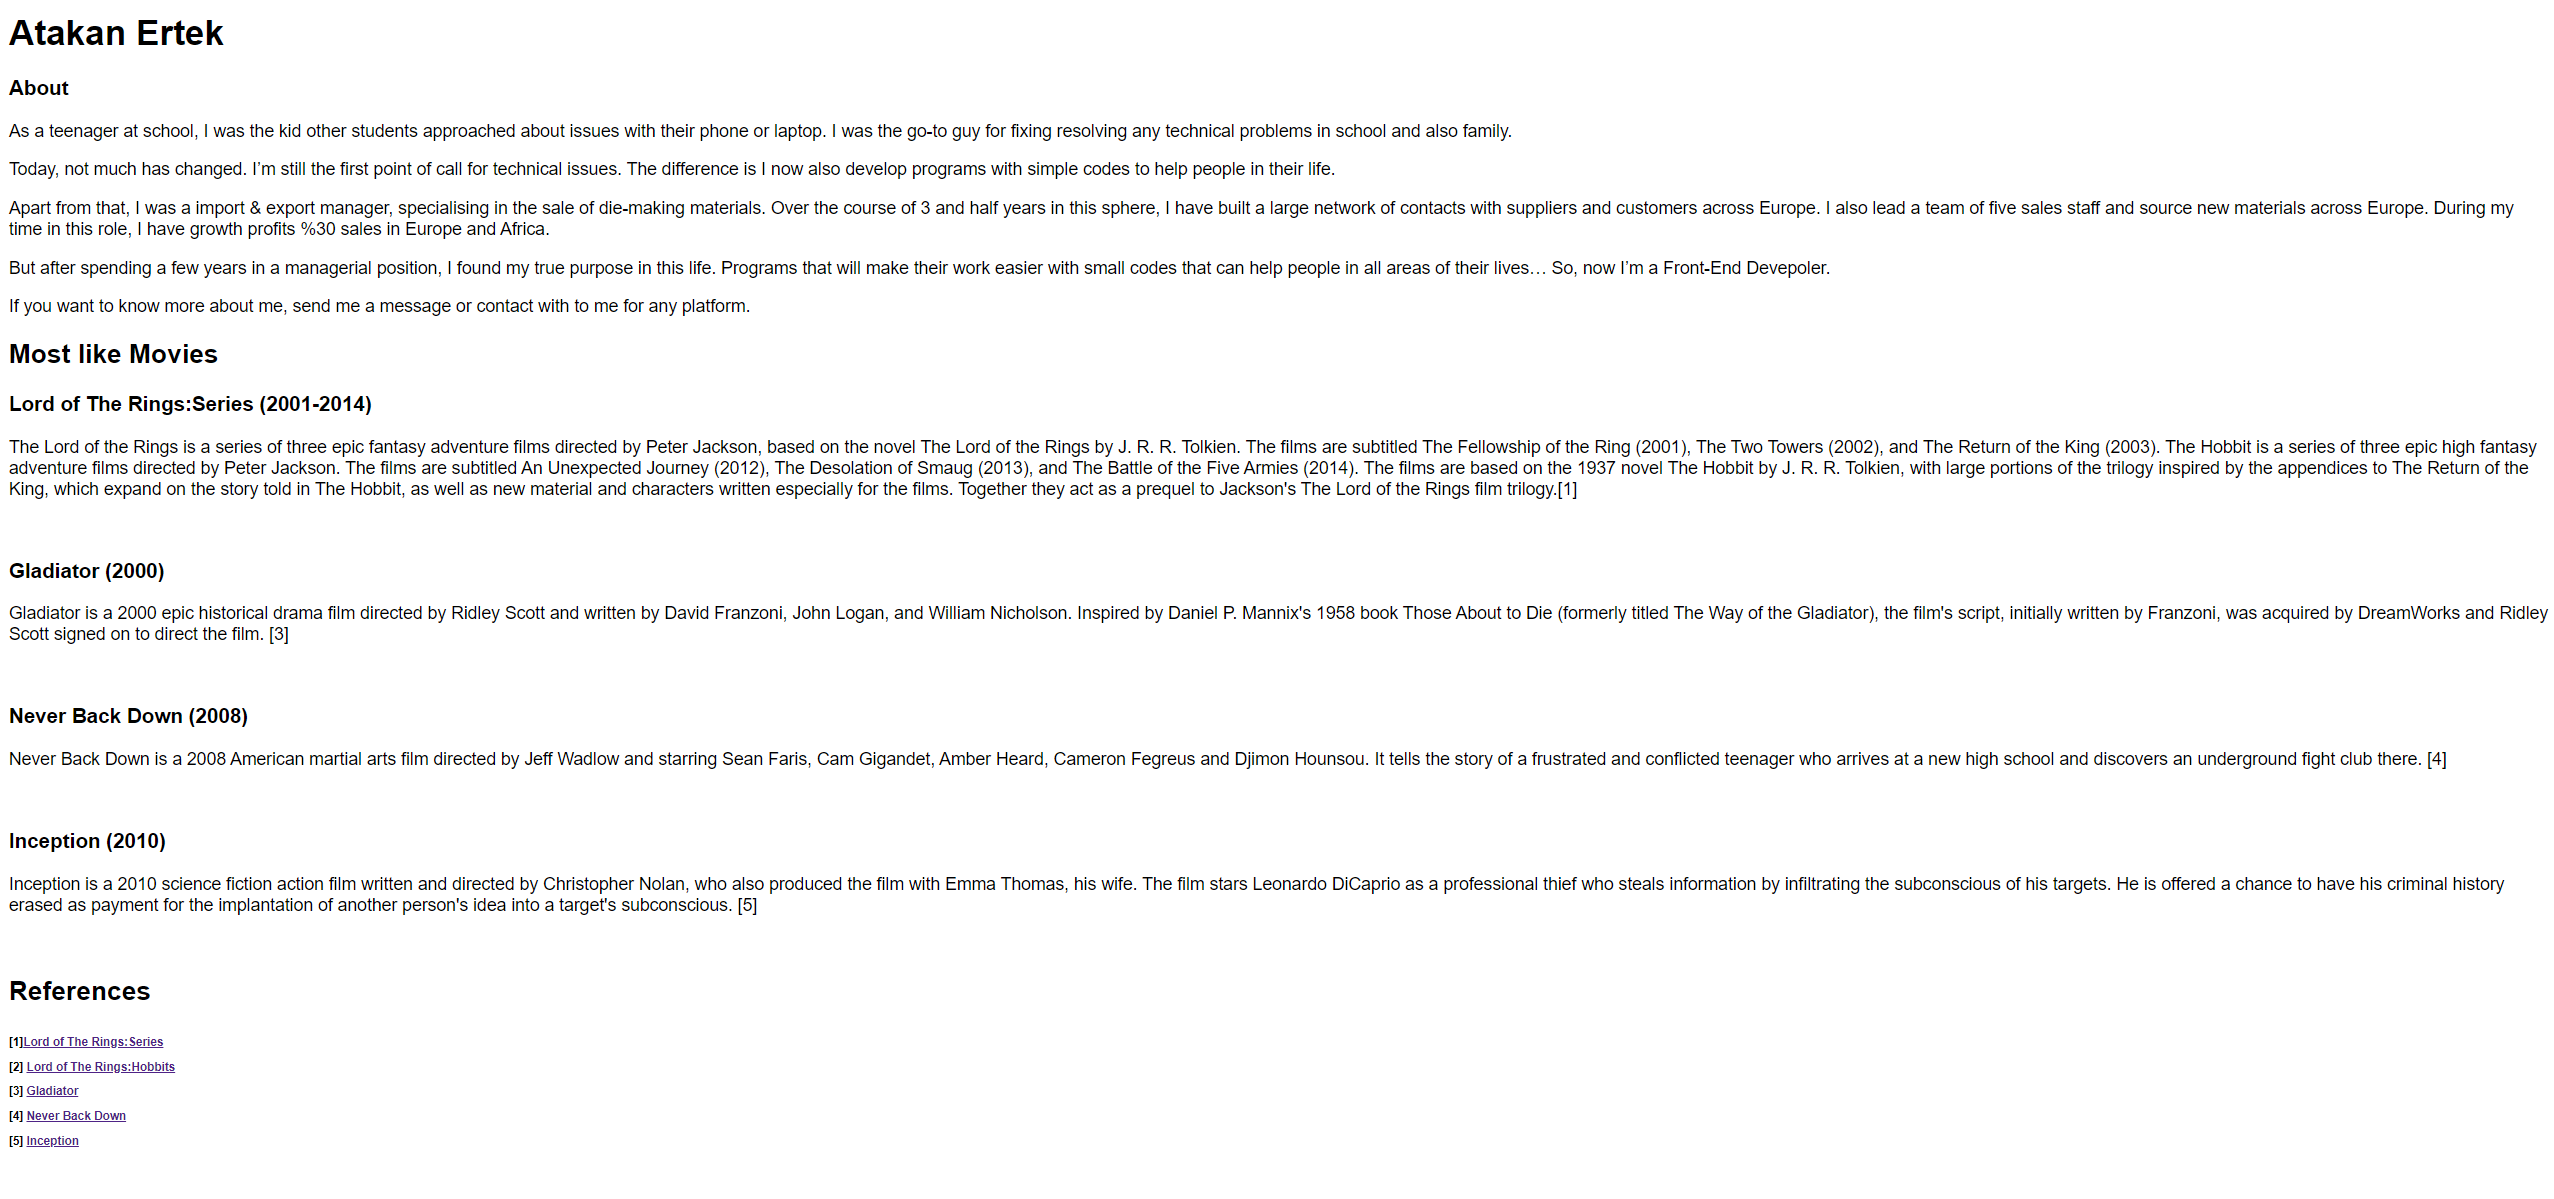 Atakan Ertek
About
As a teenager at school, I was the kid other students approached about issues with their phone or laptop. I was the go-to guy for fixing resolving any technical problems in school and also family.
Today, not much has changed. I’m still the first point of call for technical issues. The difference is I now also develop programs with simple codes to help people in their life.
Apart from that, I was a import & export manager, specialising in the sale of die-making materials. Over the course of 3 and half years in this sphere, I have built a large network of contacts with suppliers and customers across Europe. I also lead a team of five sales staff and source new materials across Europe. During my
time in this role, I have growth profits %30 sales in Europe and Africa.
But after spending a few years in a managerial position, I found my true purpose in this life. Programs that will make their work easier with small codes that can help people in all areas of their lives… So, now I’m a Front-End Devepoler.
If you want to know more about me, send me a message or contact with to me for any platform.
Most like Movies
Lord of The Rings:Series (2001-2014)
The Lord of the Rings is a series of three epic fantasy adventure films directed by Peter Jackson, based on the novel The Lord of the Rings by J. R. R. Tolkien. The films are subtitled The Fellowship of the Ring (2001), The Two Towers (2002), and The Return of the King (2003). The Hobbit is a series of three epic high fantasy
adventure films directed by Peter Jackson. The films are subtitled An Unexpected Journey (2012), The Desolation of Smaug (2013), and The Battle of the Five Armies (2014). The films are based on the 1937 novel The Hobbit by J. R. R. Tolkien, with large portions of the trilogy inspired by the appendices to The Return of the
King, which expand on the story told in The Hobbit, as well as new material and characters written especially for the films. Together they act as a prequel to Jackson's The Lord of the Rings film trilogy.[1]
Gladiator (2000)
Gladiator is a 2000 epic historical drama film directed by Ridley Scott and written by David Franzoni, John Logan, and William Nicholson. Inspired by Daniel P. Mannix's 1958 book Those About to Die (formerly titled The Way of the Gladiator), the film's script, initially written by Franzoni, was acquired by DreamWorks and Ridley
Scott signed on to direct the film. [3]
Never Back Down (2008)
Never Back Down is a 2008 American martial arts film directed by Jeff Wadlow and starring Sean Faris, Cam Gigandet, Amber Heard, Cameron Fegreus and Djimon Hounsou. It tells the story of a frustrated and conflicted teenager who arrives at a new high school and discovers an underground fight club there. [4]
Inception (2010)
Inception is a 2010 science fiction action film written and directed by Christopher Nolan, who also produced the film with Emma Thomas, his wife. The film stars Leonardo DiCaprio as a professional thief who steals information by infiltrating the subconscious of his targets. He is offered a chance to have his criminal history
erased as payment for the implantation of another person's idea into a target's subconscious. [5]
References
[1]Lord of The Rings:Series
[2] Lord of The Rings:Hobbits
[3] Gladiator
[4] Never Back Down
[5] Inception